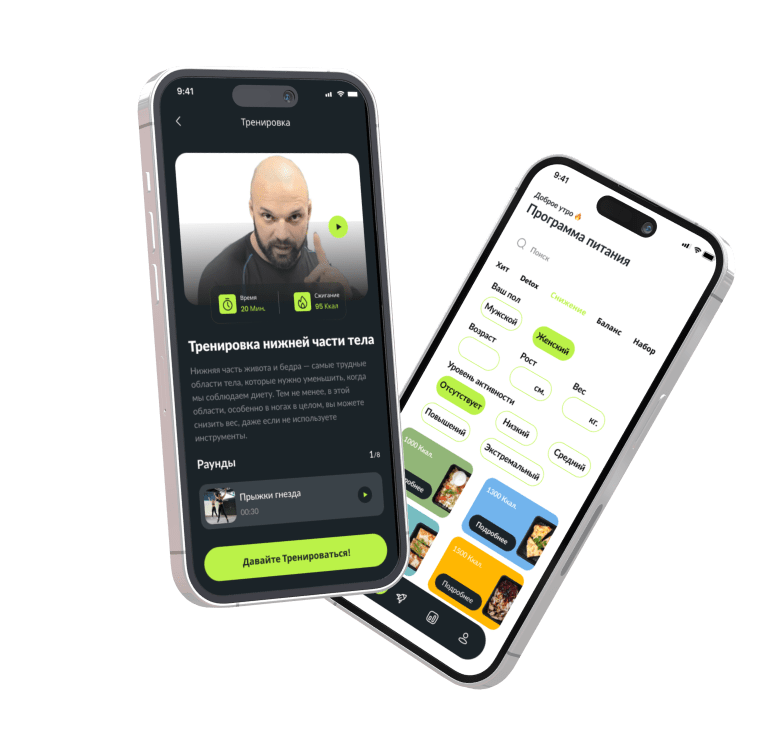 9:41
Тренировка
Время
20 Мин.
Сжигание
95 Ккал
Тренировка нижней части тела
Нижняя часть живота и бедра — самые трудные
области тела, которые нужно уменьшить, когда
мы соблюдаем диету. Тем не менее, в этой
области, особенно в ногах в целом, вы можете
снизить вес, даже если не используете
инструменты.
Раунды
1/8
Прыжки гнезда
00:30
Давайте Тренироваться!
9:41
Доброе утро 🔥
Программа питания
Поиск
Хит
Detox
Снижение
Баланс
Набор
Ваш пол
Мужской
Женский
Возраст
Рост
см.
Вес
кг.
Уровень активности
Отсутствует
Низкий
Средний
Повышений
Экстремальный
1000 Ккал.
робнее
1300 Ккал.
Подробнее
1500 Ккал.
Подробнее